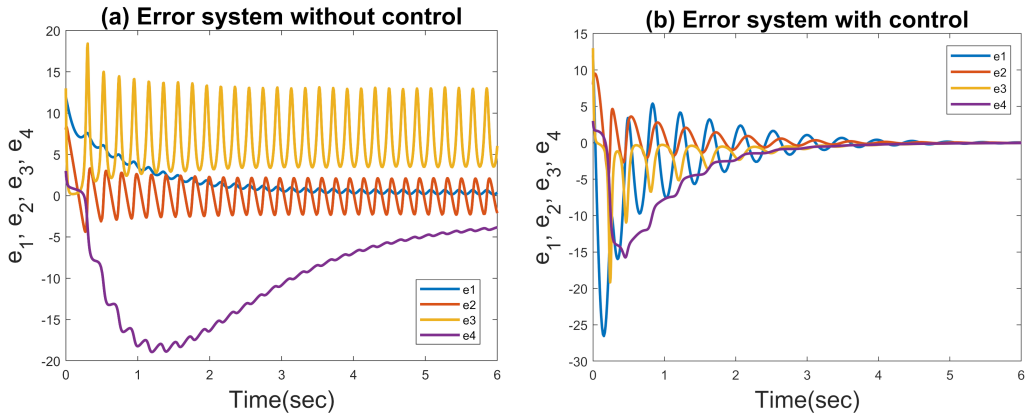 (a) Error system without control
20
15
10
5
0
-5
-10
-15
-20
0 1 2 3 4 5 6
e1, e2, e3, e4
Time(sec)
e1
e2
e3
e4
(b) Error system with control
15
10
5
0
-5
-10
-15
-20
-25
-30
0 1 2 3 4 5 6
e1, e2, e3, e4
Time(sec)
e1
e2
e3
e4